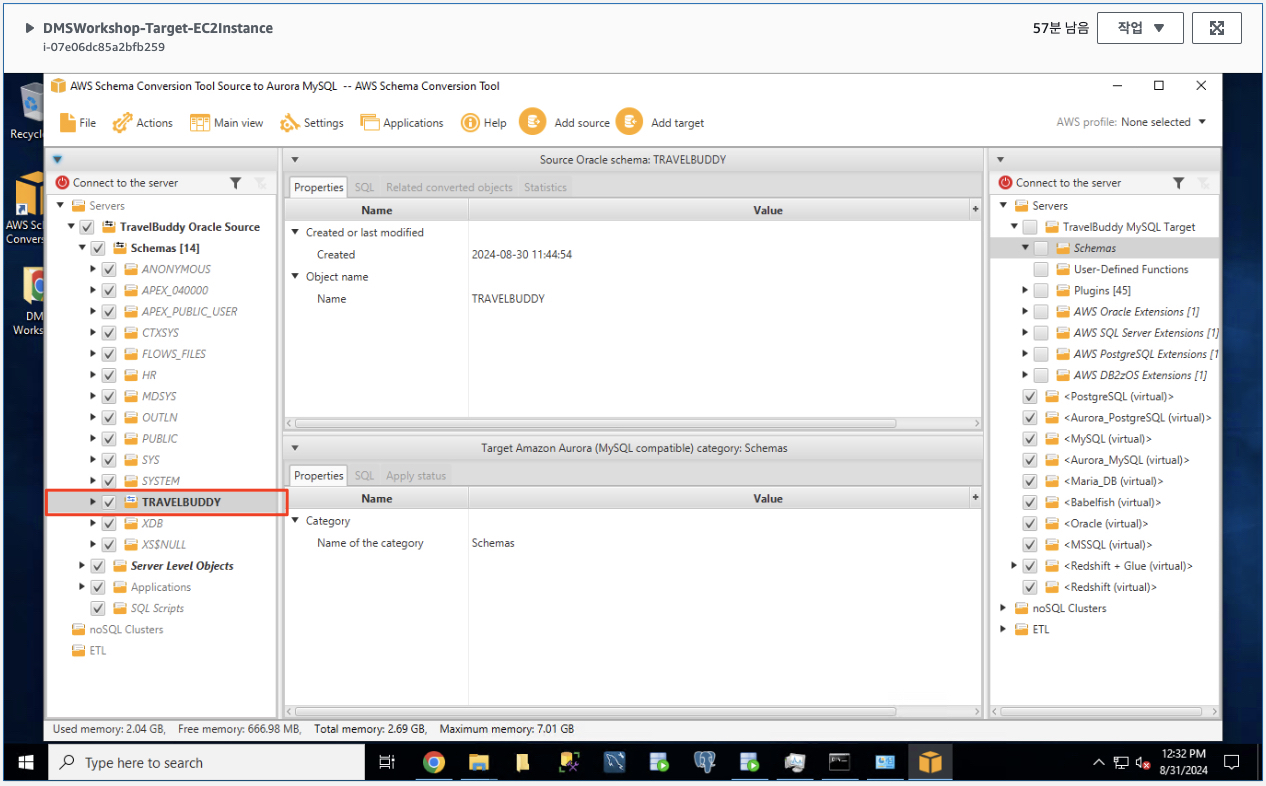 DMSWorkshop-Target-EC2Instance
i-07e06dc85a2bfb259
57분 남음
작업
AWS Schema Conversion Tool Source to Aurora MySQL -- AWS Schema Conversion Tool
File
Actions
Main view
Settings
Applications
Help
Add source
Add target
AWS profile: None selected
Recycl
AWS Sc
Conver
DM
Works
Connect to the server
Servers
TravelBuddy Oracle Source
Schemas [14]
ANONYMOUS
APEX_040000
APEX_PUBLIC_USER
CTXSYS
FLOWS_FILES
HR
MDSYS
OUTLN
PUBLIC
SYS
SYSTEM
TRAVELBUDDY
XDB
XS$NULL
Server Level Objects
Applications
SQL Scripts
noSQL Clusters
ETL
Source Oracle schema: TRAVELBUDDY
Properties SQL Related converted objects Statistics
Name Value +
Created or last modified
Created 2024-08-30 11:44:54
Object name
Name TRAVELBUDDY
Target Amazon Aurora (MySQL compatible) category: Schemas
Properties SQL Apply status
Name Value +
Category
Name of the category Schemas
Connect to the server
Servers
TravelBuddy MySQL Target
Schemas
User-Defined Functions
Plugins [45]
AWS Oracle Extensions [1]
AWS SQL Server Extensions [1]
AWS PostgreSQL Extensions [1
AWS DB2zOS Extensions [1]
<PostgreSQL (virtual)>
<Aurora_PostgreSQL (virtual)>
<MySQL (virtual)>
<Aurora_MySQL (virtual)>
<Maria_DB (virtual)>
<Babelfish (virtual)>
<Oracle (virtual)>
<MSSQL (virtual)>
<Redshift + Glue (virtual)>
<Redshift (virtual)>
noSQL Clusters
ETL
Used memory: 2.04 GB, Free memory: 666.98 MB, Total memory: 2.69 GB, Maximum memory: 7.01 GB
Type here to search
12:32 PM
8/31/2024